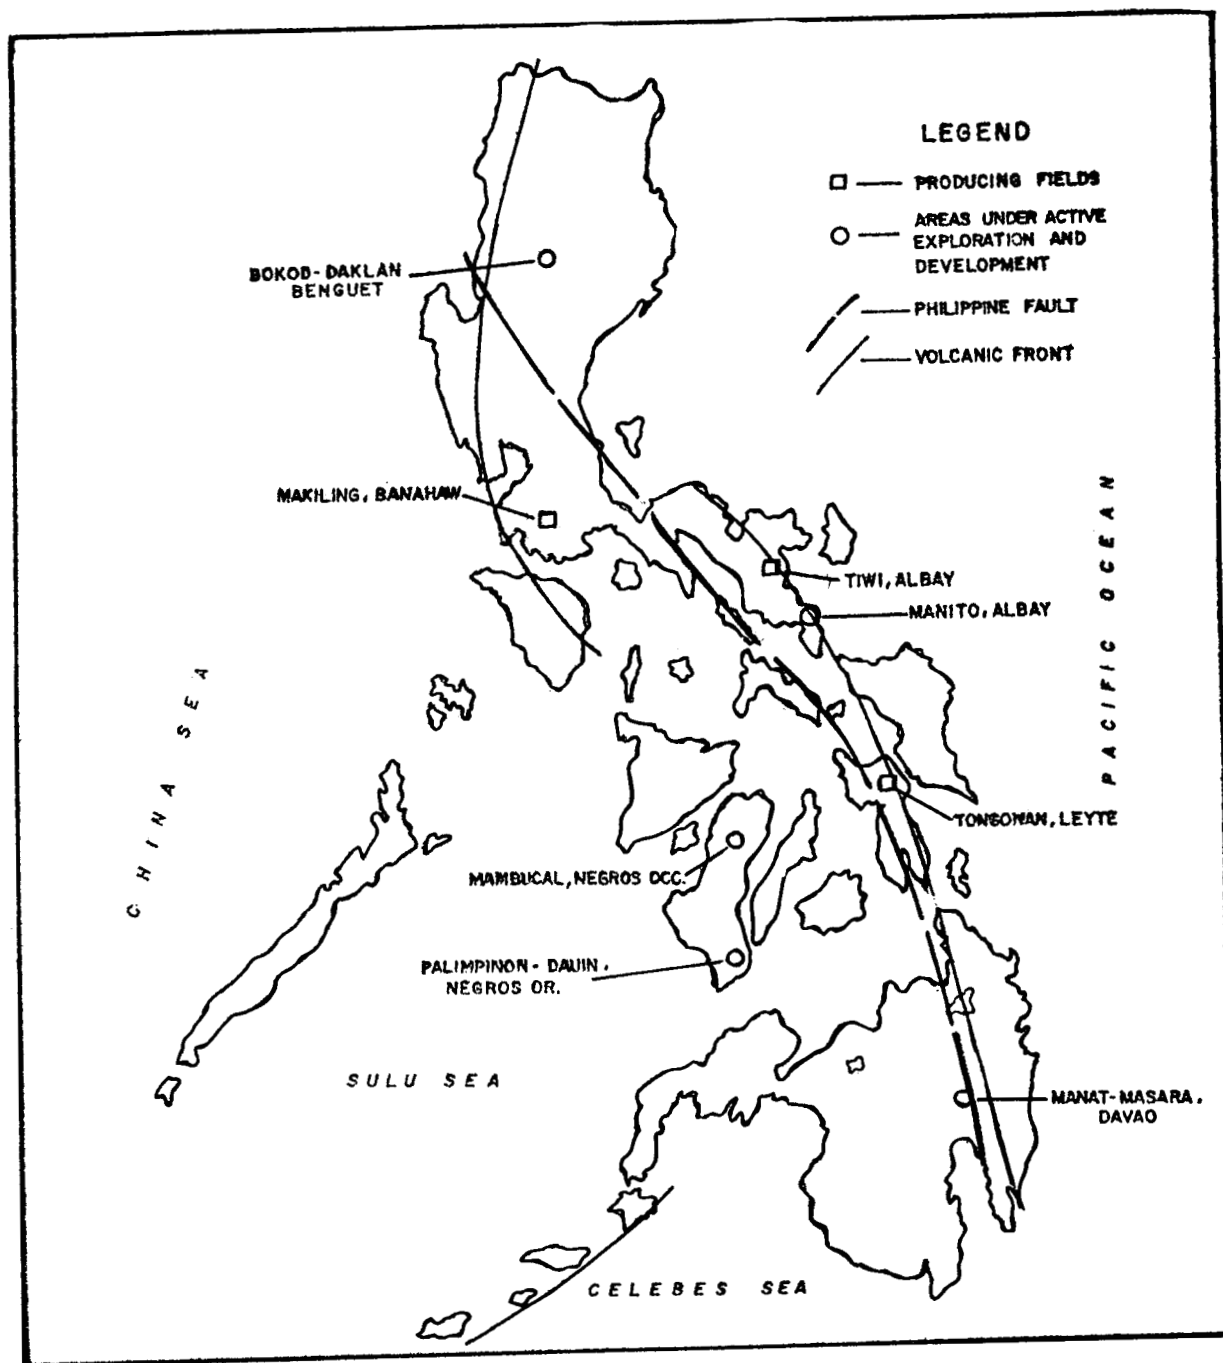 LEGEND
PRODUCING FIELDS
AREAS UNDER ACTIVE
EXPLORATION AND
DEVELOPMENT
PHILIPPINE FAULT
VOLCANIC FRONT
BOKOD-DAKLAN
BENGUET
MAKILING, BANAHAW
TIWI, ALBAY
MANITO, ALBAY
PACIFIC OCEAN
CHINA SEA
TONGONAN, LEYTE
MAMBUCAL, NEGROS OCC.
PALIMPINON - DAUIN,
NEGROS OR.
SULU SEA
MANAT-MASARA,
DAVAO
CELEBES SEA